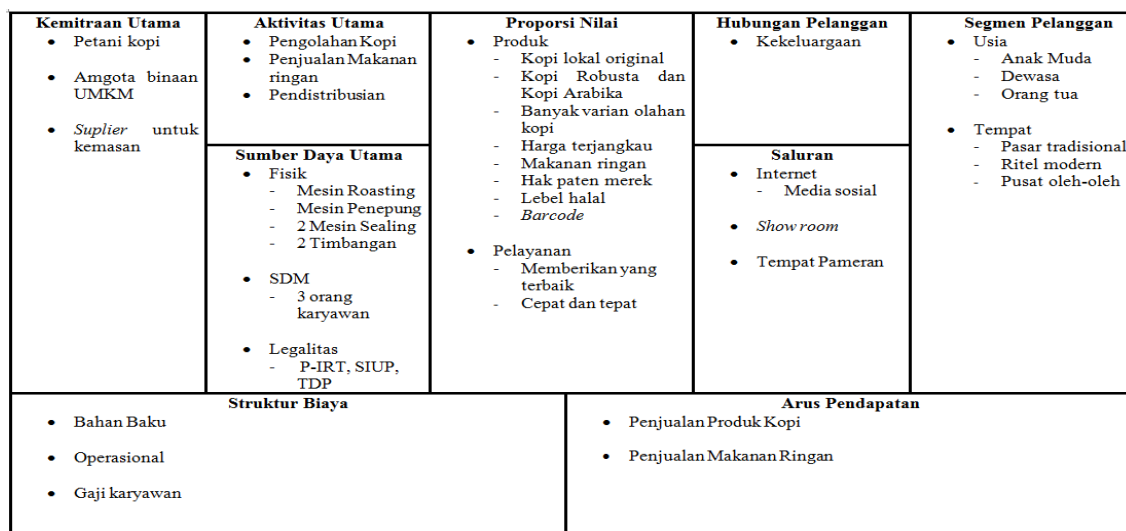 Kemitraan Utama
• Petani kopi
• Amgota binaan
UMKM
• Suplier untuk
kemasan
Aktivitas Utama
• Pengolahan Kopi
• Penjualan Makanan
ringan
• Pendistribusian
Sumber Daya Utama
• Fisik
- Mesin Roasting
- Mesin Penepung
- 2 Mesin Sealing
- 2 Timbangan
• SDM
- 3 orang
karyawan
• Legalitas
- P-IRT, SIUP,
TDP
Proporsi Nilai
• Produk
- Kopi lokal original
- Kopi Robusta dan
Kopi Arabika
- Banyak varian olahan
kopi
- Harga terjangkau
- Makanan ringan
- Hak paten merek
- Lebel halal
- Barcode
• Pelayanan
- Memberikan yang
terbaik
- Cepat dan tepat
Hubungan Pelanggan
• Kekeluargaan
Saluran
• Internet
- Media sosial
• Show room
• Tempat Pameran
Segmen Pelanggan
• Usia
- Anak Muda
- Dewasa
- Orang tua
• Tempat
- Pasar tradisional
- Ritel modern
- Pusat oleh-oleh
Struktur Biaya
• Bahan Baku
• Operasional
• Gaji karyawan
Arus Pendapatan
• Penjualan Produk Kopi
• Penjualan Makanan Ringan